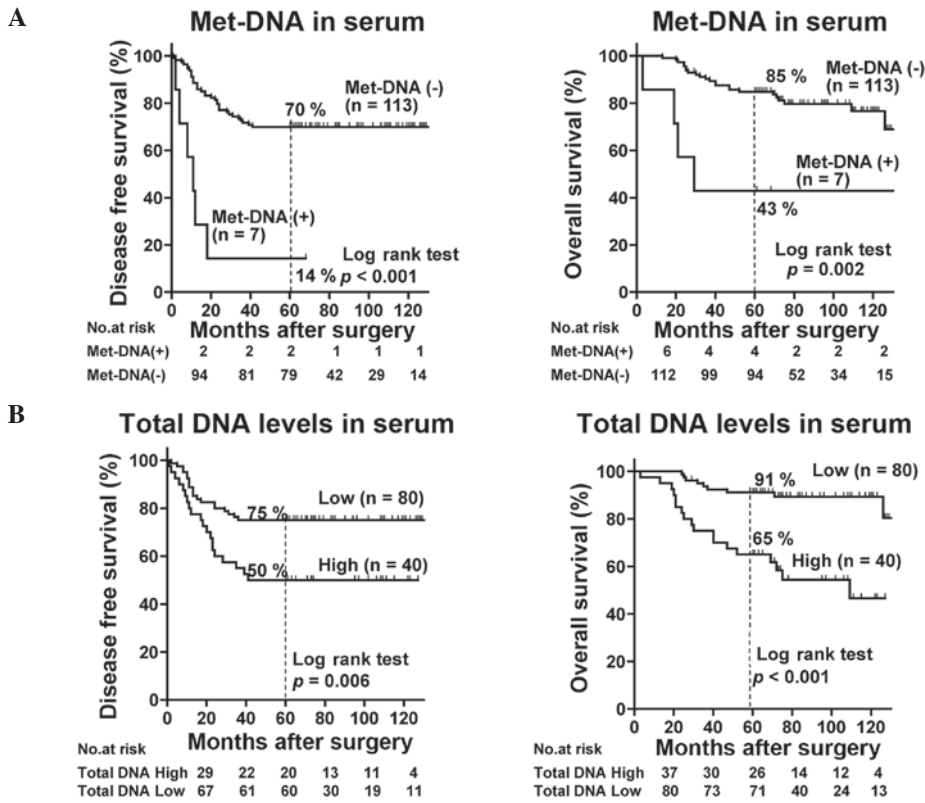 A
Met-DNA in serum
Disease free survival (%)
100
80
60
40
20
0
0 20 40 60 80 100 120
70 %
Met-DNA (-)
(n = 113)
Met-DNA (+)
(n = 7)
14 %
Log rank test
p < 0.001
Months after surgery
No.at risk
Met-DNA(+) 2 2 2 1 1 1
Met-DNA(-) 94 81 79 42 29 14
Met-DNA in serum
Overall survival (%)
100
80
60
40
20
0
0 20 40 60 80 100 120
85 %
Met-DNA (-)
(n = 113)
Met-DNA (+)
(n = 7)
43 %
Log rank test
p = 0.002
Months after surgery
No.at risk
Met-DNA(+) 6 4 4 2 2 2
Met-DNA(-) 112 99 94 52 34 15
B
Total DNA levels in serum
Disease free survival (%)
100
80
60
40
20
0
0 20 40 60 80 100 120
75 %
Low (n = 80)
50 %
High (n = 40)
Log rank test
p = 0.006
Months after surgery
No.at risk
Total DNA High 29 22 20 13 11 4
Total DNA Low 67 61 60 30 19 11
Total DNA levels in serum
Overall survival (%)
100
80
60
40
20
0
0 20 40 60 80 100 120
91 %
Low (n = 80)
65 %
High (n = 40)
Log rank test
p < 0.001
Months after surgery
No.at risk
Total DNA High 37 30 26 14 12 4
Total DNA Low 80 73 71 40 24 13